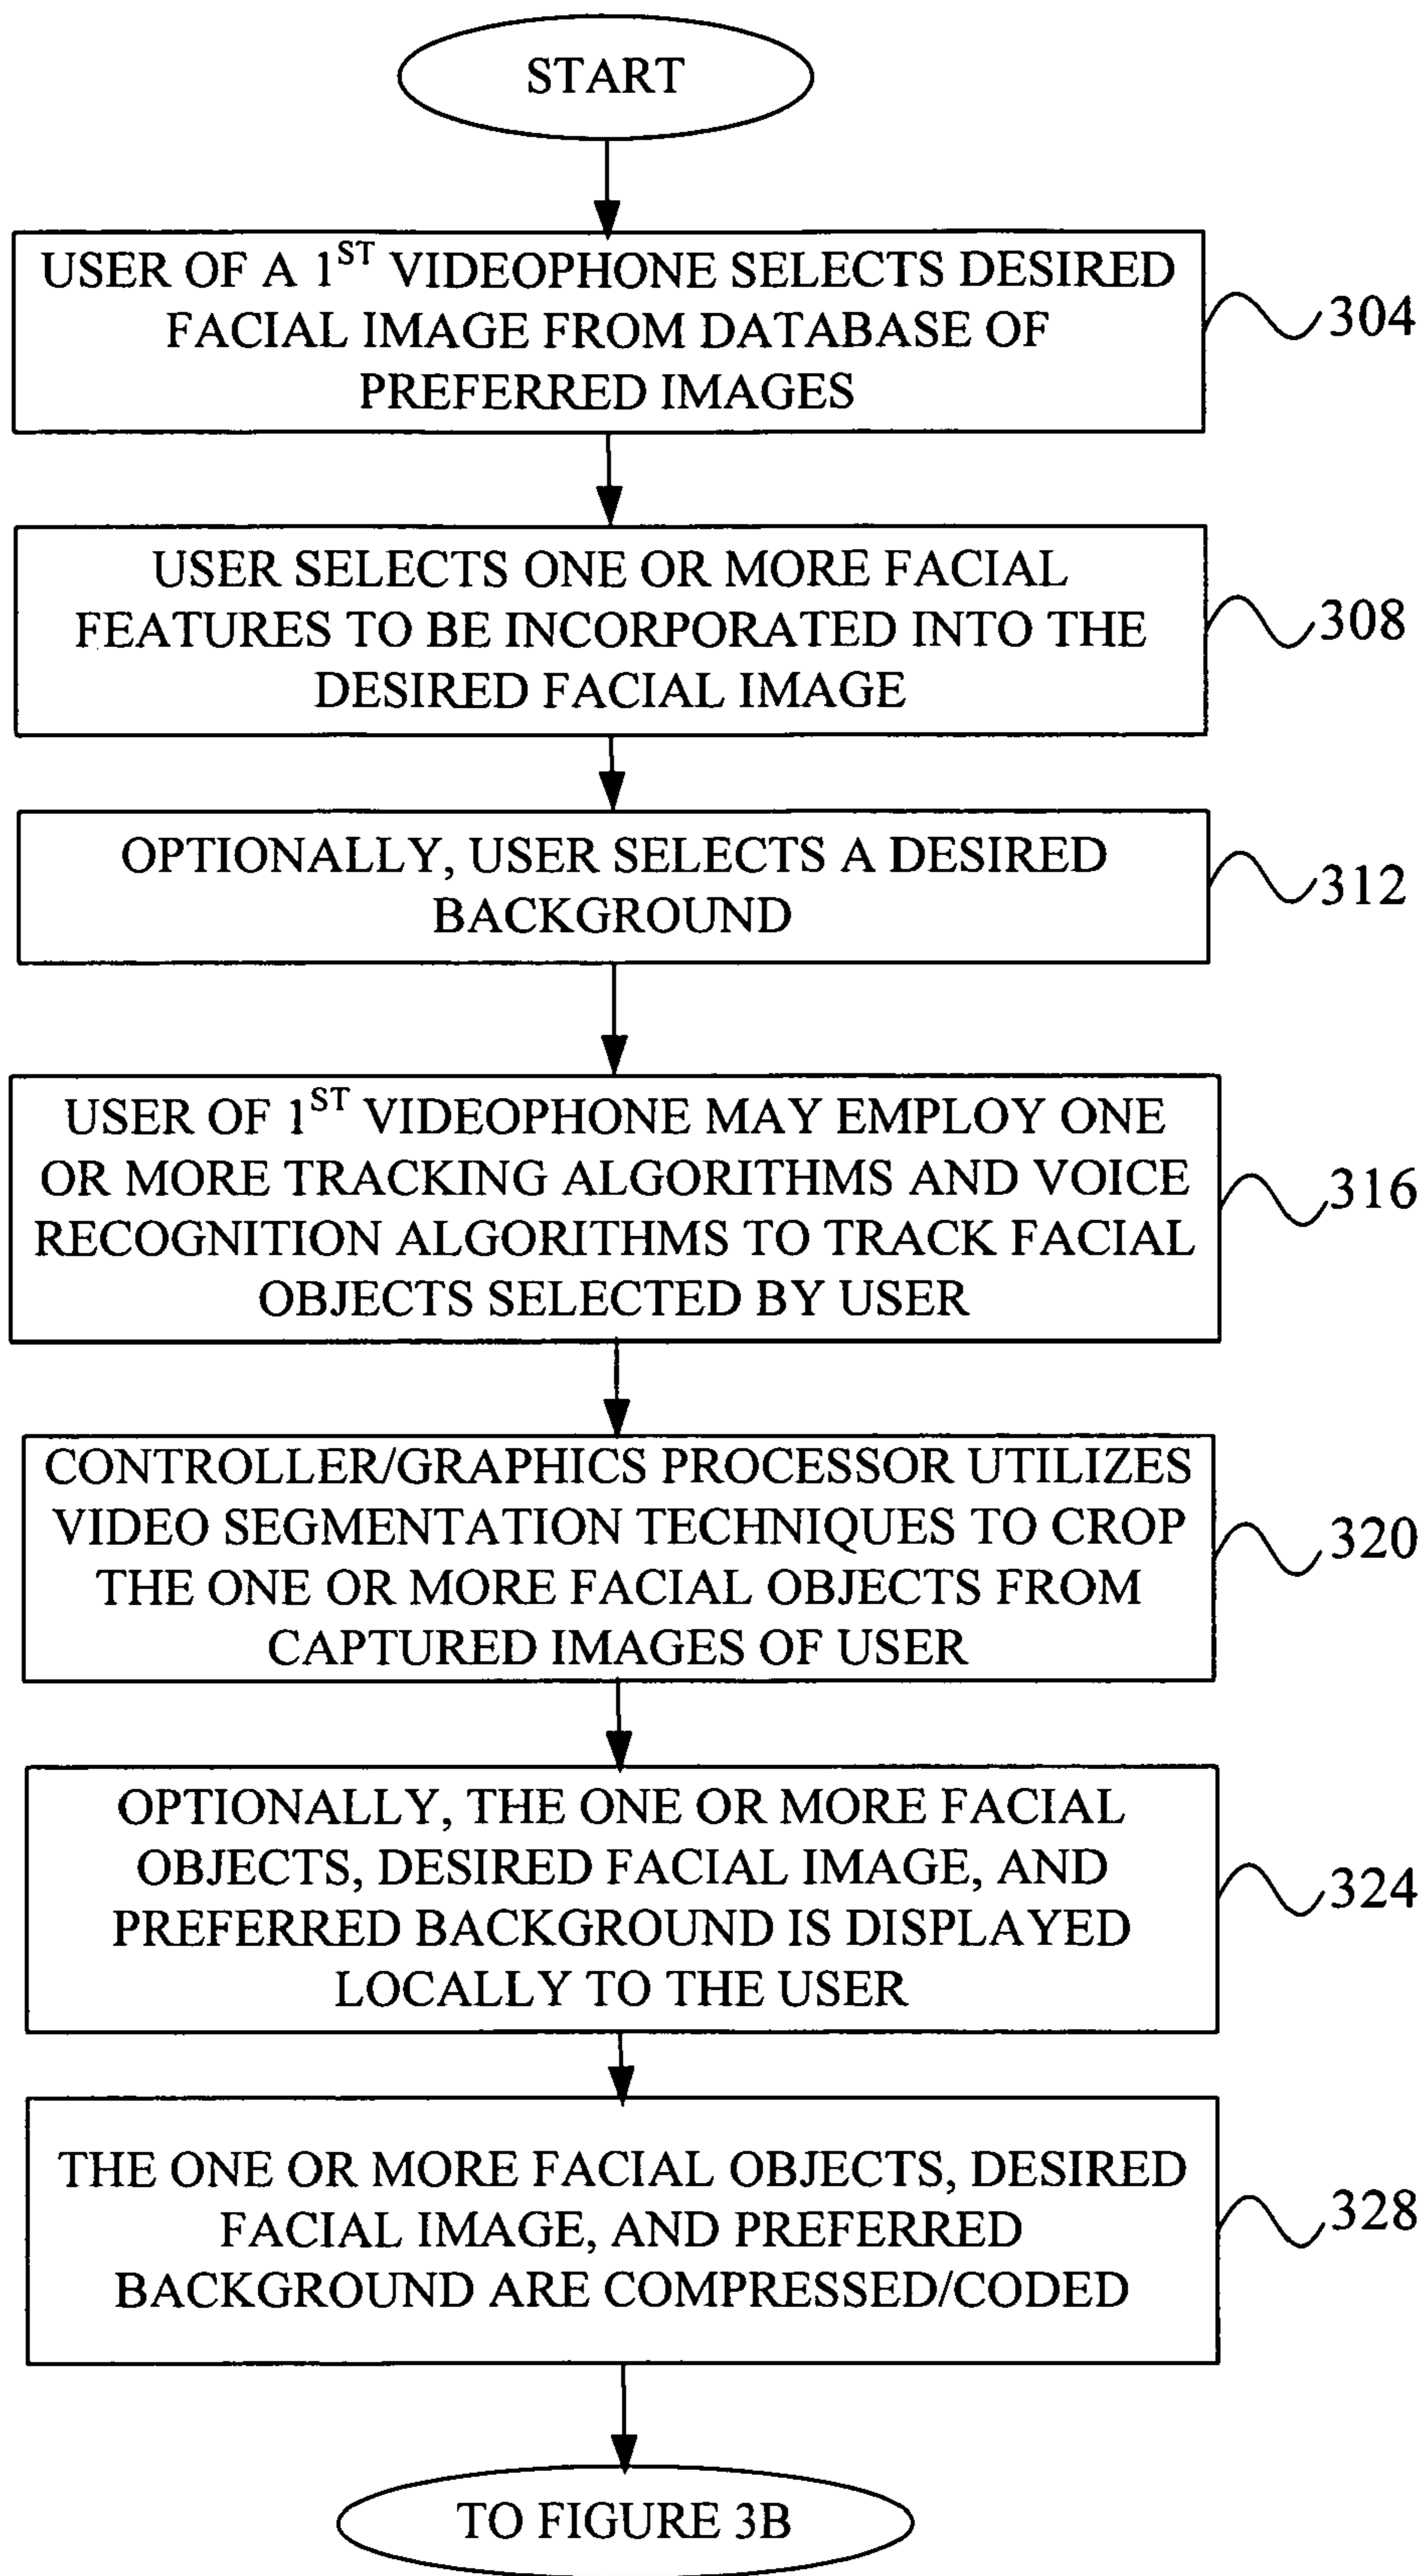 START
USER OF A 1ST VIDEOPHONE SELECTS DESIRED
FACIAL IMAGE FROM DATABASE OF
PREFERRED IMAGES
304
USER SELECTS ONE OR MORE FACIAL
FEATURES TO BE INCORPORATED INTO THE
DESIRED FACIAL IMAGE
308
OPTIONALLY, USER SELECTS A DESIRED
BACKGROUND
312
USER OF 1ST VIDEOPHONE MAY EMPLOY ONE
OR MORE TRACKING ALGORITHMS AND VOICE
RECOGNITION ALGORITHMS TO TRACK FACIAL
OBJECTS SELECTED BY USER
316
CONTROLLER/GRAPHICS PROCESSOR UTILIZES
VIDEO SEGMENTATION TECHNIQUES TO CROP
THE ONE OR MORE FACIAL OBJECTS FROM
CAPTURED IMAGES OF USER
320
OPTIONALLY, THE ONE OR MORE FACIAL
OBJECTS, DESIRED FACIAL IMAGE, AND
PREFERRED BACKGROUND IS DISPLAYED
LOCALLY TO THE USER
324
THE ONE OR MORE FACIAL OBJECTS, DESIRED
FACIAL IMAGE, AND PREFERRED
BACKGROUND ARE COMPRESSED/CODED
328
TO FIGURE 3B